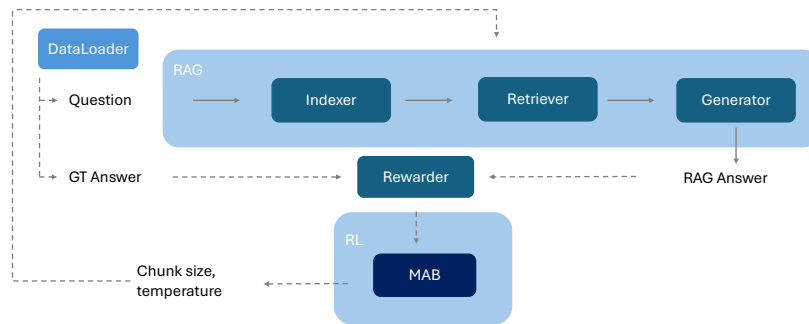 DataLoader
RAG
Question
Indexer
Retriever
Generator
GT Answer
Rewarder
RAG Answer
RL
Chunk size,
temperature
MAB